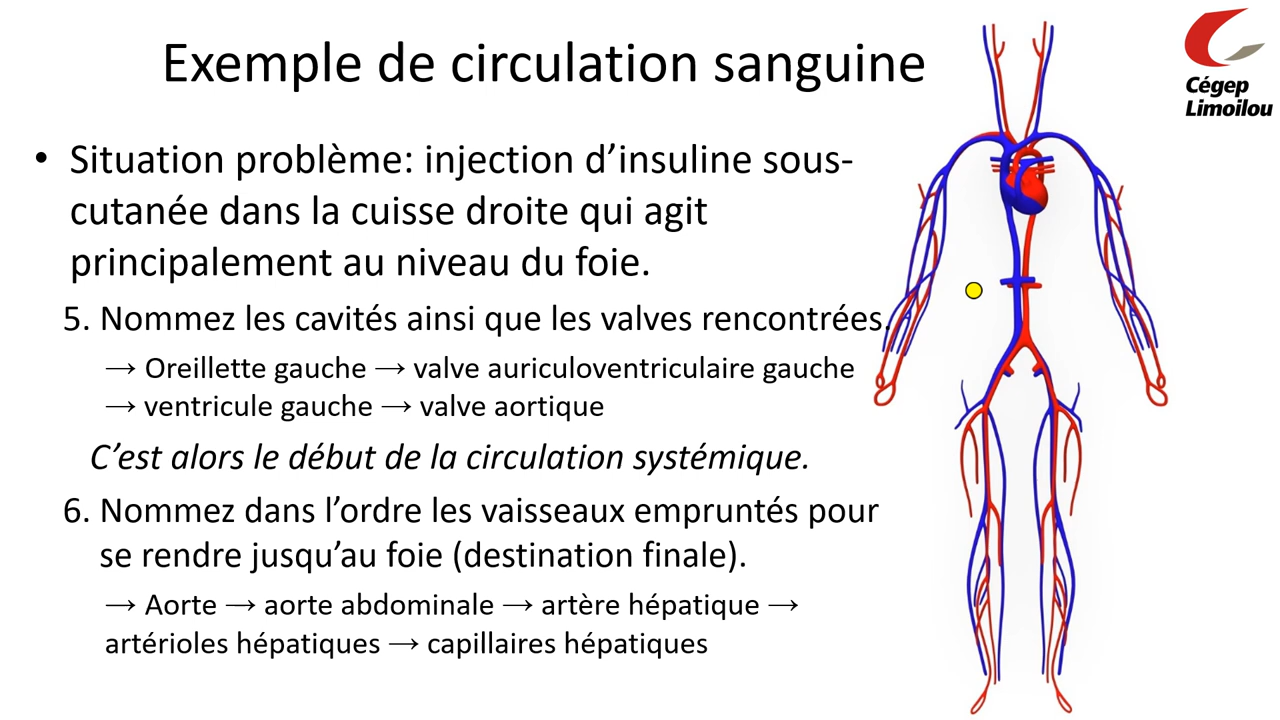 Exemple de circulation sanguine
Cégep
Limoilou
• Situation problème: injection d’insuline sous-
cutanée dans la cuisse droite qui agit
principalement au niveau du foie.
5. Nommez les cavités ainsi que les valves rencontrées.
→ Oreillette gauche → valve auriculoventriculaire gauche
→ ventricule gauche → valve aortique
C’est alors le début de la circulation systémique.
6. Nommez dans l’ordre les vaisseaux empruntés pour
se rendre jusqu’au foie (destination finale).
→ Aorte → aorte abdominale → artère hépatique →
artérioles hépatiques → capillaires hépatiques